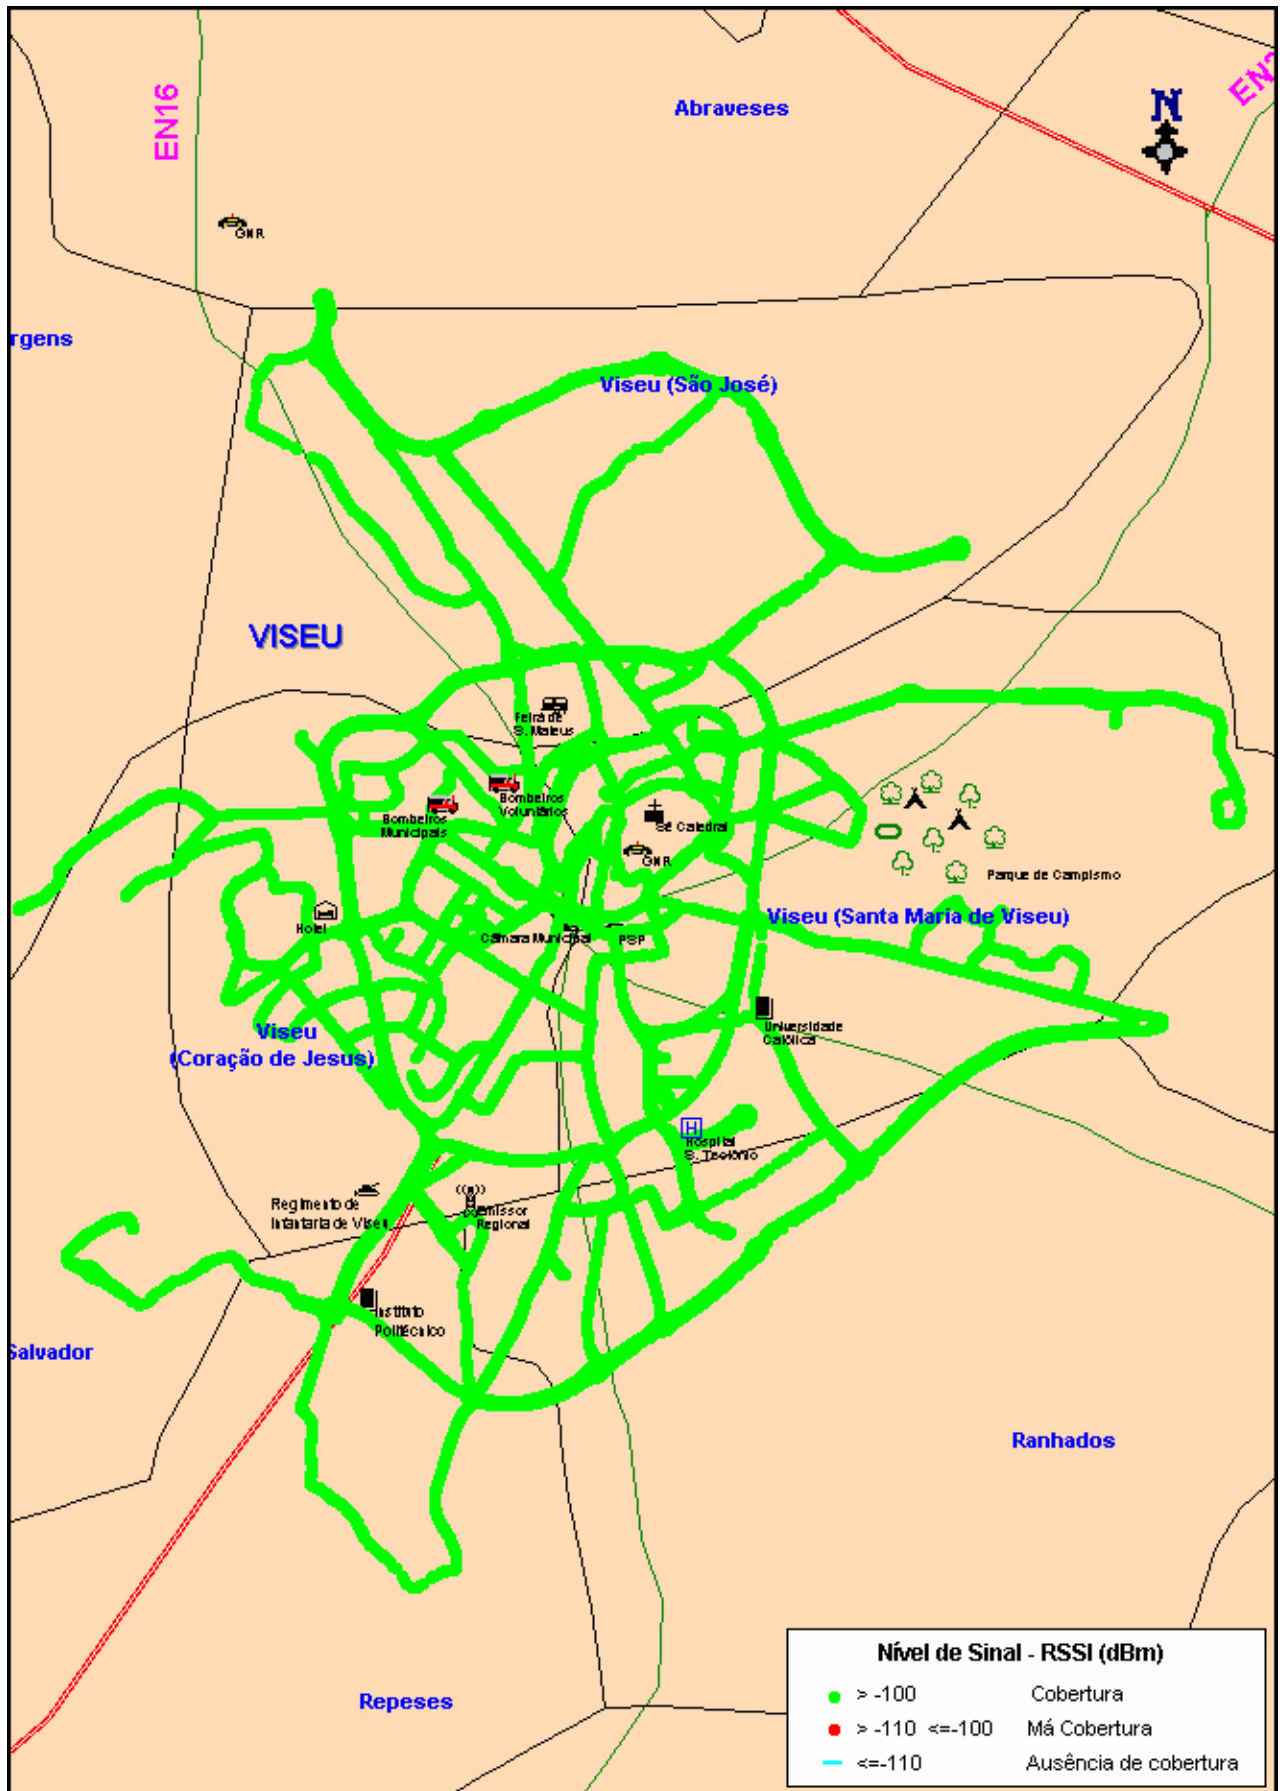 EN16
Abraveses
N
GNR
rgens
Viseu (São José)
VISEU
Feira de
S. Mateus
Bombeiros
Voluntários
Bombeiros
Municipais
Sé Catedral
GNR
Parque de Campismo
Hotel
Viseu (Santa Maria de Viseu)
Câmara Municipal
PSP
Universidade
Católica
Viseu
(Coração de Jesus)
H
Hospital
S. Teotónio
Regimento de
Infantaria de Viseu
Emissor
Regional
Instituto
Politécnico
Salvador
Ranhados
Repeses
Nível de Sinal - RSSI (dBm)
> -100 Cobertura
> -110 <=-100 Má Cobertura
<=-110 Ausência de cobertura